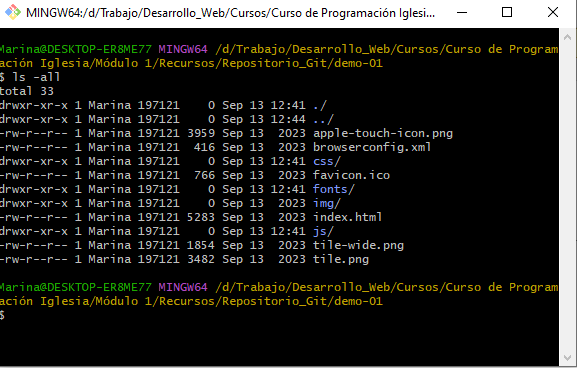 MINGW64:/d/Trabajo/Desarrollo_Web/Cursos/Curso de Programación Iglesi...
Marina@DESKTOP-ER8ME77 MINGW64 /d/Trabajo/Desarrollo_Web/Cursos/Curso de Program
ación Iglesia/Módulo 1/Recursos/Repositorio_Git/demo-01
$ ls -all
total 33
drwxr-xr-x 1 Marina 197121    0 Sep 13 12:41 ./
drwxr-xr-x 1 Marina 197121    0 Sep 13 12:44 ../
-rw-r--r-- 1 Marina 197121 3959 Sep 13  2023 apple-touch-icon.png
-rw-r--r-- 1 Marina 197121  416 Sep 13  2023 browserconfig.xml
drwxr-xr-x 1 Marina 197121    0 Sep 13 12:41 css/
-rw-r--r-- 1 Marina 197121  766 Sep 13  2023 favicon.ico
drwxr-xr-x 1 Marina 197121    0 Sep 13 12:41 fonts/
drwxr-xr-x 1 Marina 197121    0 Sep 13 12:41 img/
-rw-r--r-- 1 Marina 197121 5283 Sep 13  2023 index.html
drwxr-xr-x 1 Marina 197121    0 Sep 13 12:41 js/
-rw-r--r-- 1 Marina 197121 1854 Sep 13  2023 tile-wide.png
-rw-r--r-- 1 Marina 197121 3482 Sep 13  2023 tile.png
Marina@DESKTOP-ER8ME77 MINGW64 /d/Trabajo/Desarrollo_Web/Cursos/Curso de Program
ación Iglesia/Módulo 1/Recursos/Repositorio_Git/demo-01
$